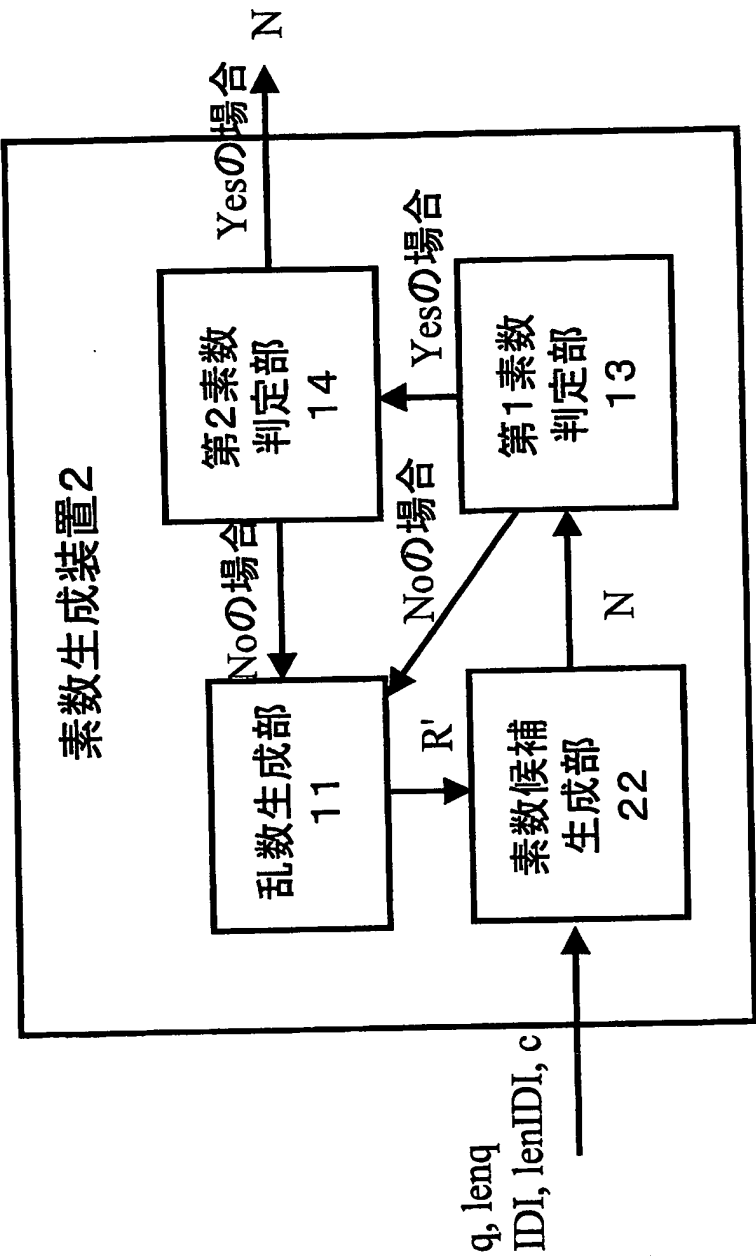 素数生成装置2
乱数生成部
11
Noの場合
第2素数
判定部
14
Yesの場合
N
R'
Noの場合
Yesの場合
q, lenq
IDI, lenIDI, c
素数候補
生成部
22
N
第1素数
判定部
13